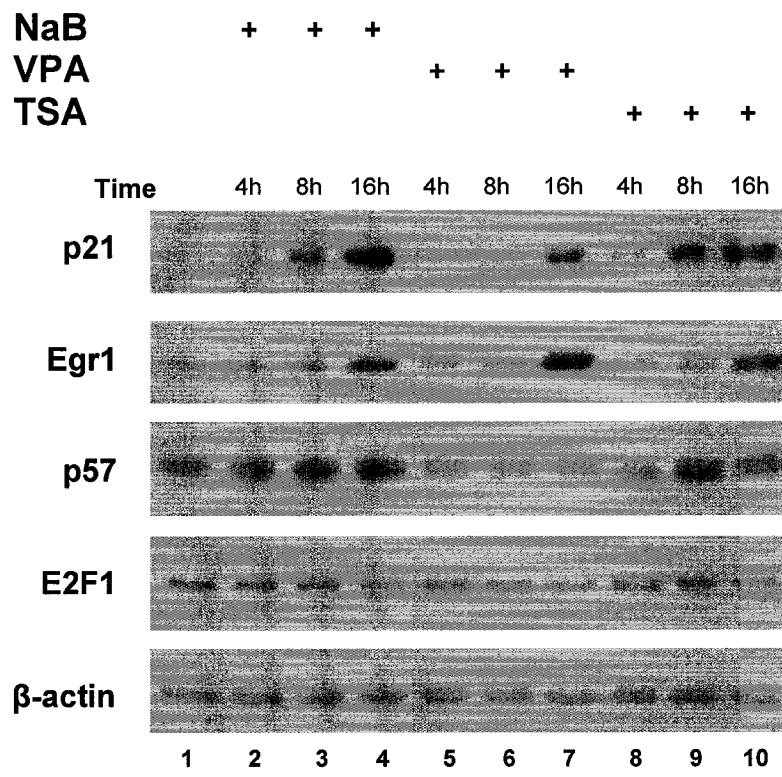 NaB + + +
VPA + + +
TSA + + +
Time 4h 8h 16h 4h 8h 16h 4h 8h 16h
p21
Egr1
p57
E2F1
β-actin
1 2 3 4 5 6 7 8 9 10